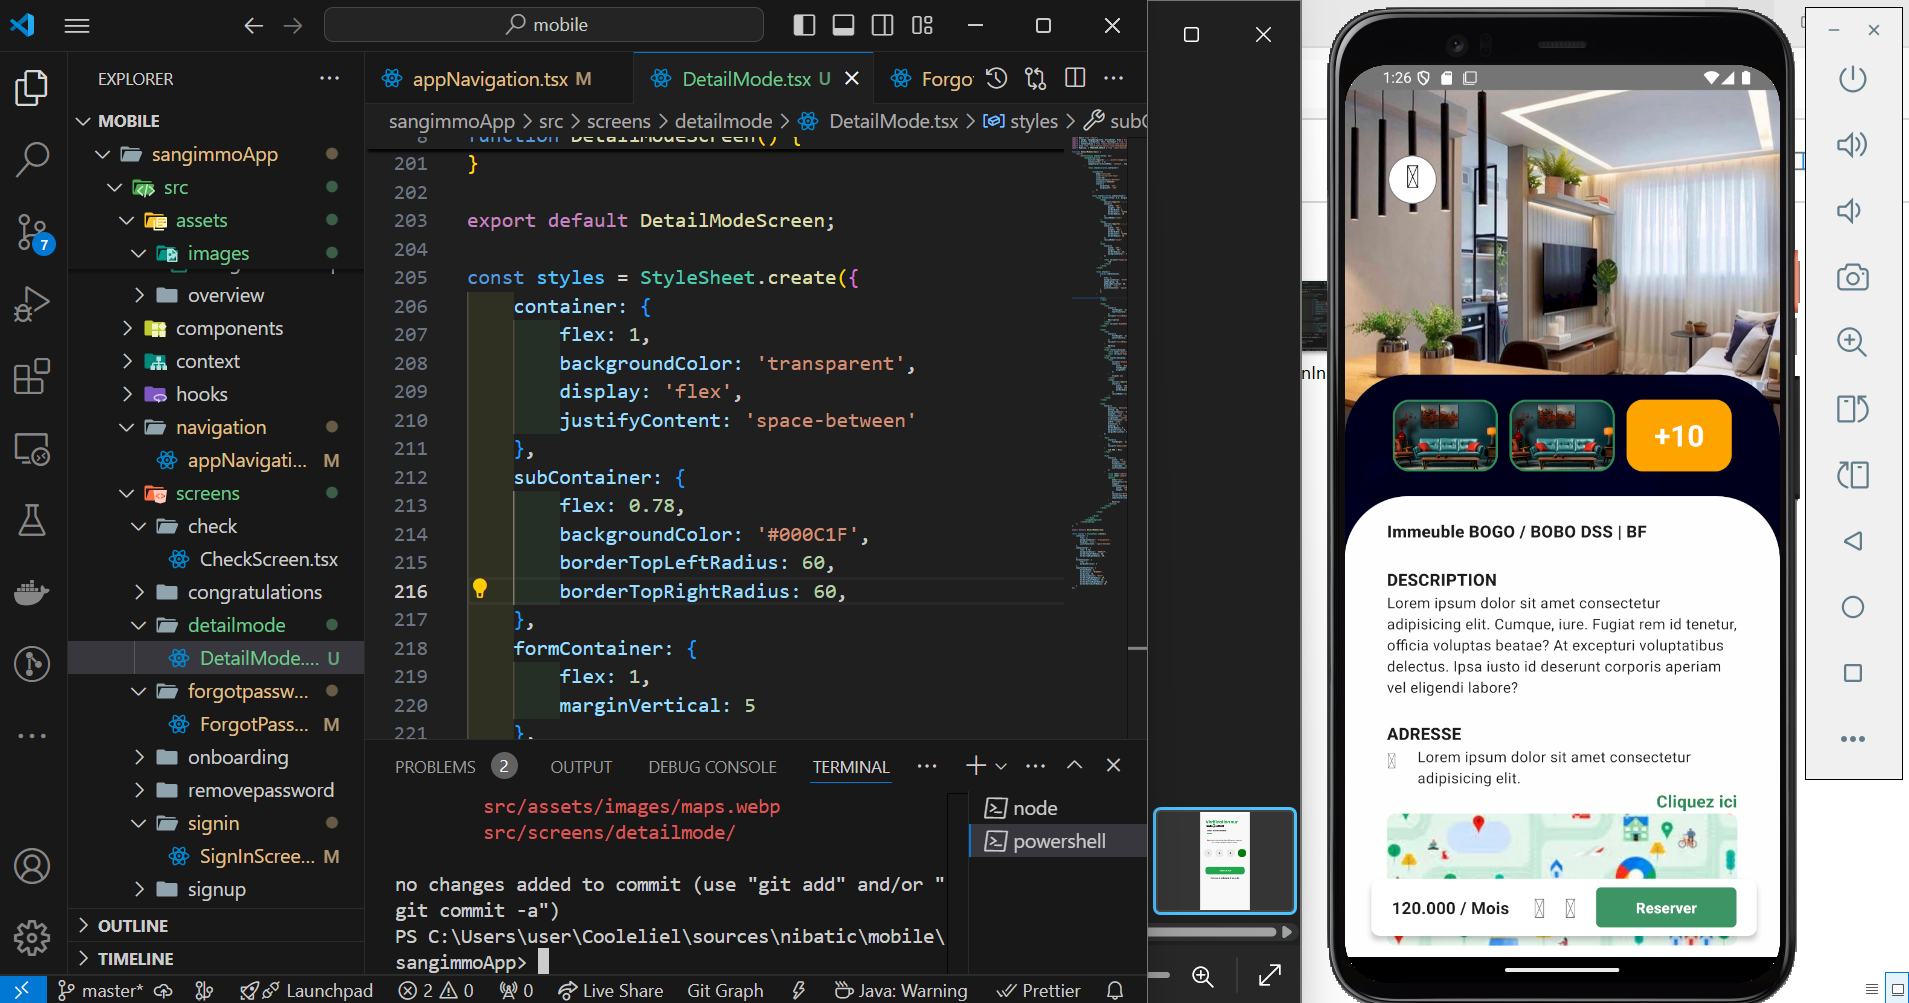 mobile
EXPLORER
MOBILE
sangimmoApp
src
assets
images
overview
components
context
hooks
navigation
appNavigati... M
screens
check
CheckScreen.tsx
congratulations
detailmode
DetailMode.... U
forgotpassw...
ForgotPass... M
onboarding
removepassword
signin
SignInScree... M
signup
OUTLINE
TIMELINE
7
appNavigation.tsx M
DetailMode.tsx U
Forgo
sangimmoApp > src > screens > detailmode > DetailMode.tsx > styles > subC
8 function DetailModeScreen() {
201 }
202
203 export default DetailModeScreen;
204
205 const styles = StyleSheet.create({
206 container: {
207 flex: 1,
208 backgroundColor: 'transparent',
209 display: 'flex',
210 justifyContent: 'space-between'
211 },
212 subContainer: {
213 flex: 0.78,
214 backgroundColor: '#000C1F',
215 borderTopLeftRadius: 60,
216 borderTopRightRadius: 60,
217 },
218 formContainer: {
219 flex: 1,
220 marginVertical: 5
221 },
PROBLEMS 2 OUTPUT DEBUG CONSOLE TERMINAL
src/assets/images/maps.webp
src/screens/detailmode/
no changes added to commit (use "git add" and/or "
git commit -a")
PS C:\Users\user\Cooleliel\sources\nibatic\mobile\
sangimmoApp>
node
powershell
master* Launchpad 2 0 0 Live Share Git Graph Java: Warning Prettier
nIn
1:26
+10
Immeuble BOGO / BOBO DSS | BF
DESCRIPTION
Lorem ipsum dolor sit amet consectetur
adipisicing elit. Cumque, iure. Fugiat rem id tenetur,
officia voluptas beatae? At excepturi voluptatibus
delectus. Ipsa iusto id deserunt corporis aperiam
vel eligendi labore?
ADRESSE
Lorem ipsum dolor sit amet consectetur
adipisicing elit.
Cliquez ici
120.000 / Mois
Reserver